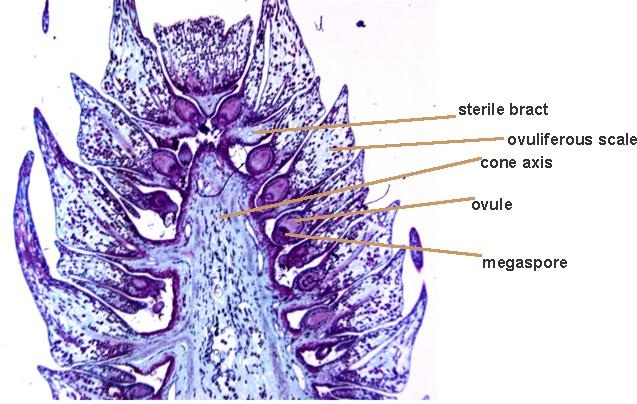 sterile bract
ovuliferous scale
cone axis
ovule
megaspore